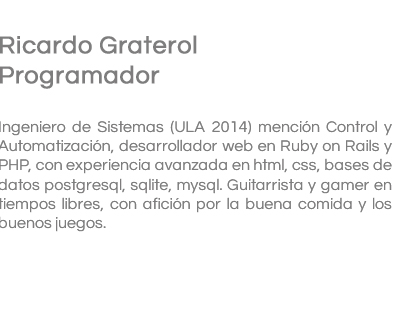 Ricardo Graterol
Programador
Ingeniero de Sistemas (ULA 2014) mención Control y
Automatización, desarrollador web en Ruby on Rails y
PHP, con experiencia avanzada en html, css, bases de
datos postgresql, sqlite, mysql. Guitarrista y gamer en
tiempos libres, con afición por la buena comida y los
buenos juegos.